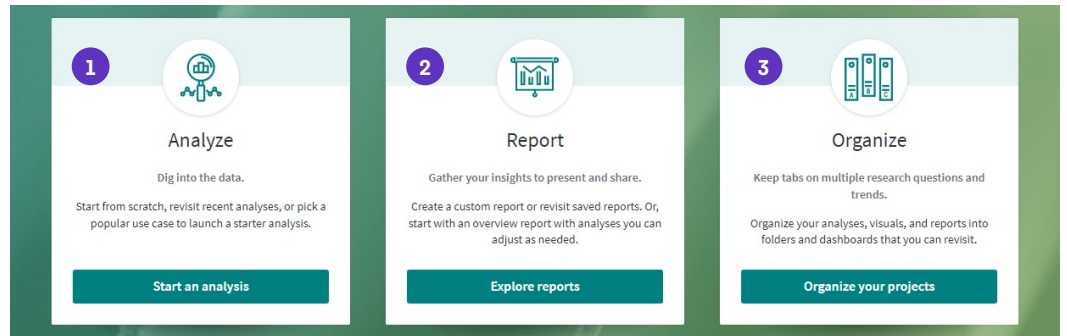 1
Analyze
Dig into the data.
Start from scratch, revisit recent analyses, or pick a
popular use case to launch a starter analysis.
Start an analysis
2
Report
Gather your insights to present and share.
Create a custom report or revisit saved reports. Or,
start with an overview report with analyses you can
adjust as needed.
Explore reports
3
A B C
Organize
Keep tabs on multiple research questions and
trends.
Organize your analyses, visuals, and reports into
folders and dashboards that you can revisit.
Organize your projects